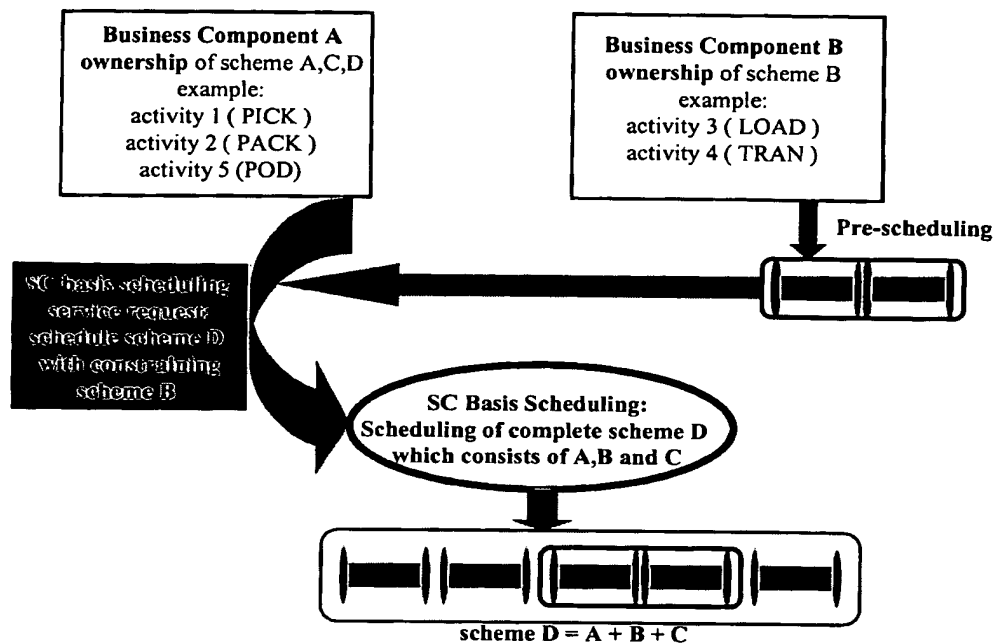 Business Component A
ownership of scheme A,C,D
example:
activity 1 ( PICK )
activity 2 ( PACK )
activity 5 (POD)
Business Component B
ownership of scheme B
example:
activity 3 ( LOAD )
activity 4 ( TRAN )
Pre-scheduling
SC basis scheduling
service request:
schedule scheme D
with constraining
scheme B
SC Basis Scheduling:
Scheduling of complete scheme D
which consists of A,B and C
scheme D = A + B + C